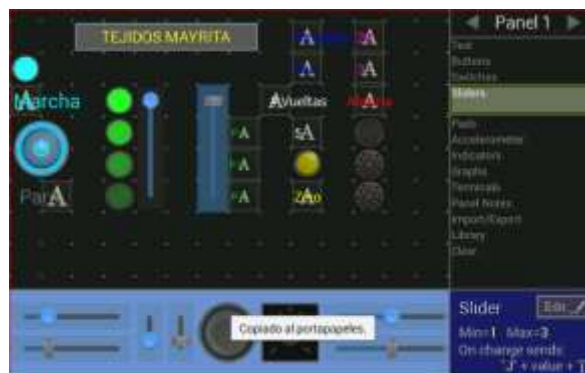 Panel 1
TEJIDOS MAYRITA
Text
Buttons
Switches
Sliders
Pads
Accelerometer
Indicators
Graphs
Terminals
Panel Notes
Import/Export
Library
Clear
Marcha
Vueltas
Copiado al portapapeles.
Slider
Edit
Min=1 Max=3
On change sends:
+ value +